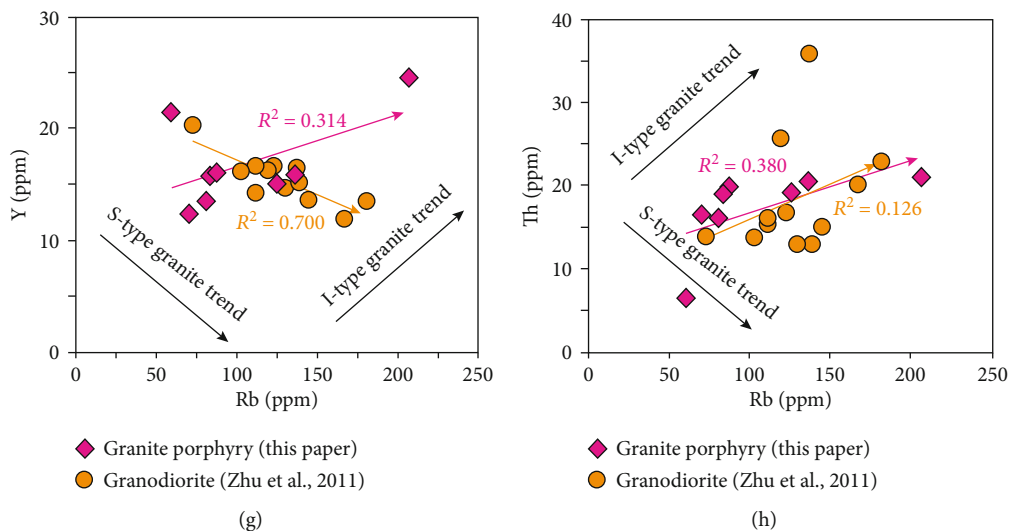 30
20
10
0
Y (ppm)
0
50
100
150
200
250
Rb (ppm)
R² = 0.314
R² = 0.700
S-type granite trend
I-type granite trend
Granite porphyry (this paper)
Granodiorite (Zhu et al., 2011)
(g)
40
30
20
10
0
Th (ppm)
0
50
100
150
200
250
Rb (ppm)
I-type granite trend
R² = 0.380
R² = 0.126
S-type granite trend
Granite porphyry (this paper)
Granodiorite (Zhu et al., 2011)
(h)